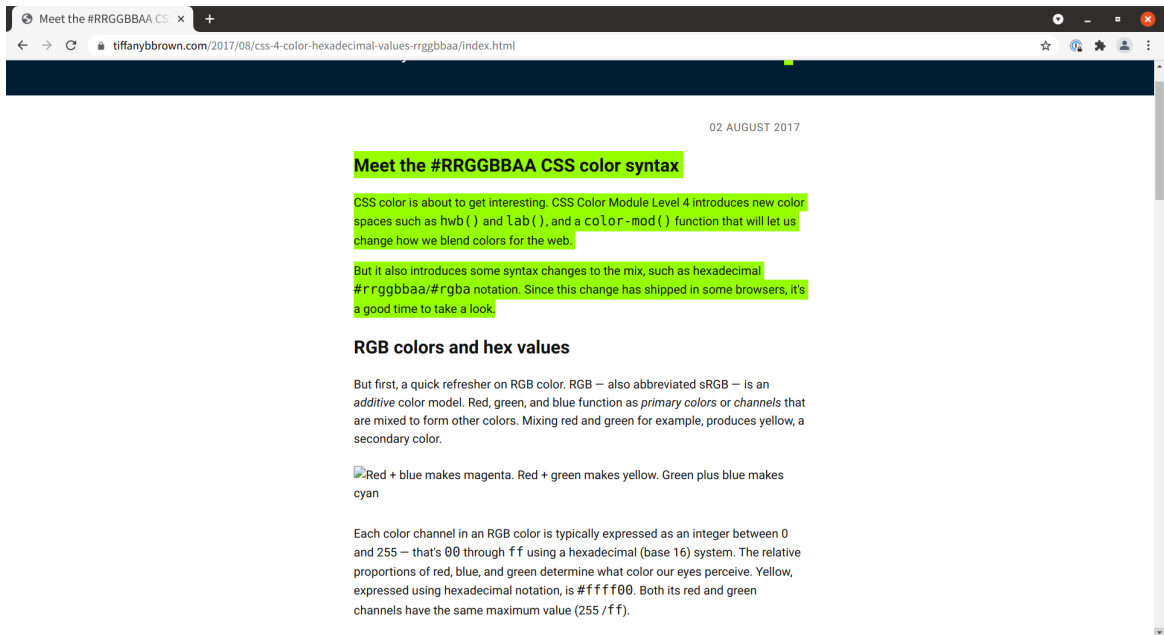 Meet the #RRGGBBAA CS
tiffanybbrown.com/2017/08/css-4-color-hexadecimal-values-rrggbbaa/index.html
02 AUGUST 2017
Meet the #RRGGBBAA CSS color syntax
CSS color is about to get interesting. CSS Color Module Level 4 introduces new color
spaces such as hwb() and lab(), and a color-mod() function that will let us
change how we blend colors for the web.
But it also introduces some syntax changes to the mix, such as hexadecimal
#rrggbbaa/#rgba notation. Since this change has shipped in some browsers, it's
a good time to take a look.
RGB colors and hex values
But first, a quick refresher on RGB color. RGB — also abbreviated sRGB — is an
additive color model. Red, green, and blue function as primary colors or channels that
are mixed to form other colors. Mixing red and green for example, produces yellow, a
secondary color.
Red + blue makes magenta. Red + green makes yellow. Green plus blue makes
cyan
Each color channel in an RGB color is typically expressed as an integer between 0
and 255 — that's 00 through ff using a hexadecimal (base 16) system. The relative
proportions of red, blue, and green determine what color our eyes perceive. Yellow,
expressed using hexadecimal notation, is #ffff00. Both its red and green
channels have the same maximum value (255 /ff).